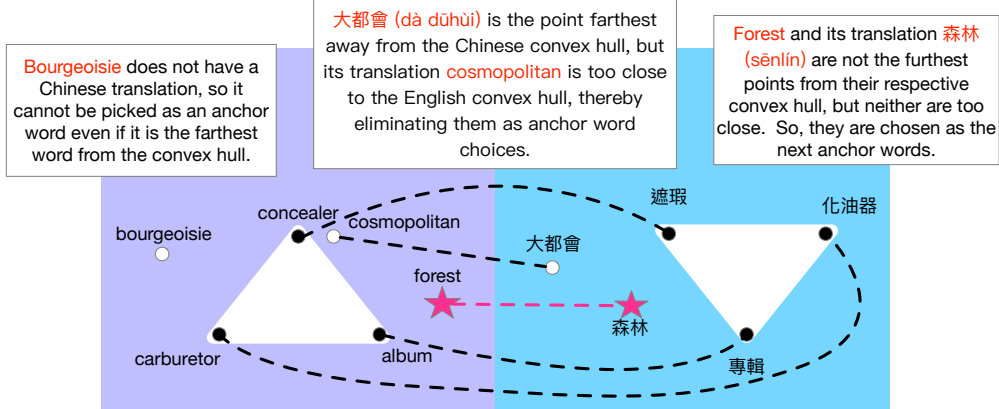 Bourgeoisie does not have a
Chinese translation, so it
cannot be picked as an anchor
word even if it is the farthest
word from the convex hull.
大都會 (dà dūhùi) is the point farthest
away from the Chinese convex hull, but
its translation cosmopolitan is too close
to the English convex hull, thereby
eliminating them as anchor word
choices.
Forest and its translation 森林
(sēnlín) are not the furthest
points from their respective
convex hull, but neither are too
close.  So, they are chosen as the
next anchor words.
bourgeoisie
concealer
cosmopolitan
forest
carburetor
album
大都會
森林
遮瑕
化油器
專輯